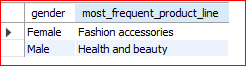 gender most_frequent_product_line
Female Fashion accessories
Male Health and beauty